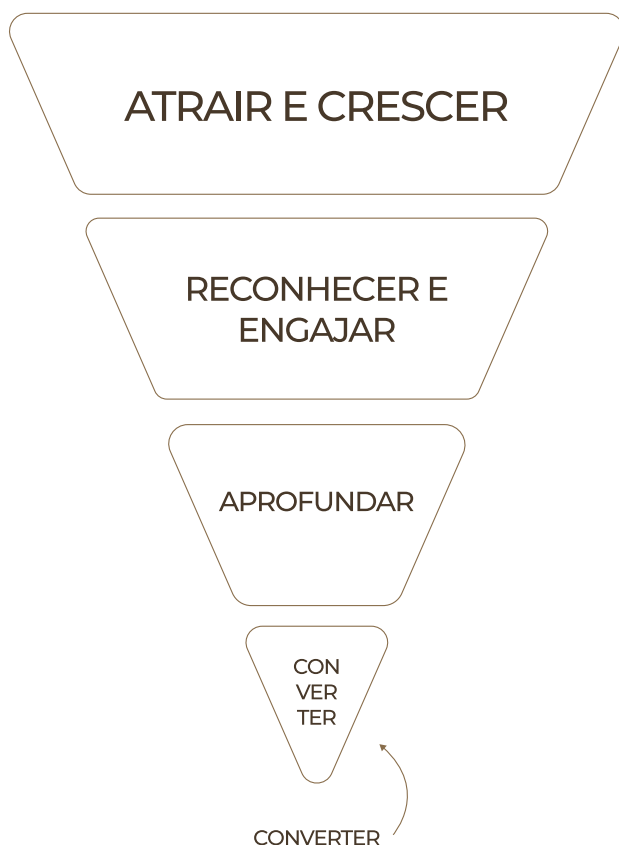 ATRAIR E CRESCER
RECONHECER E
ENGAJAR
APROFUNDAR
CON
VER
TER
CONVERTER